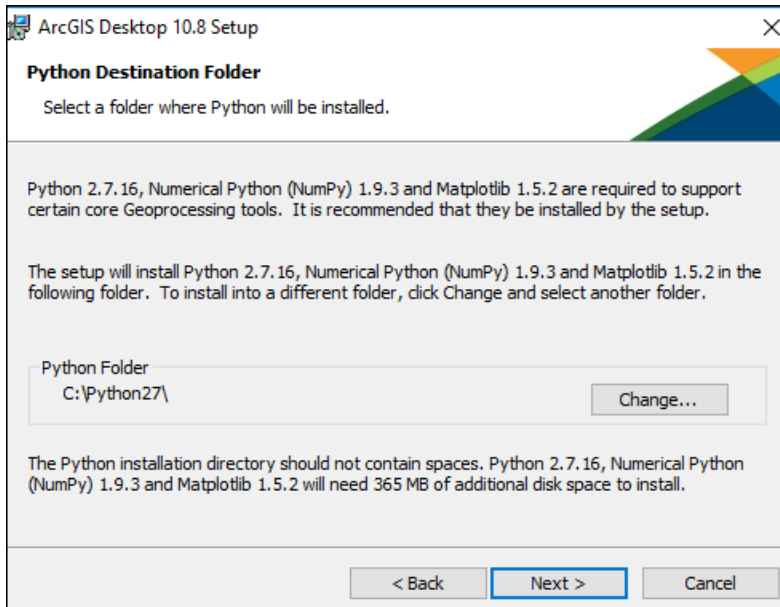 ArcGIS Desktop 10.8 Setup
Python Destination Folder
Select a folder where Python will be installed.
Python 2.7.16, Numerical Python (NumPy) 1.9.3 and Matplotlib 1.5.2 are required to support
certain core Geoprocessing tools.  It is recommended that they be installed by the setup.
The setup will install Python 2.7.16, Numerical Python (NumPy) 1.9.3 and Matplotlib 1.5.2 in the
following folder.  To install into a different folder, click Change and select another folder.
Python Folder
C:\Python27\
Change...
The Python installation directory should not contain spaces. Python 2.7.16, Numerical Python
(NumPy) 1.9.3 and Matplotlib 1.5.2 will need 365 MB of additional disk space to install.
< Back
Next >
Cancel